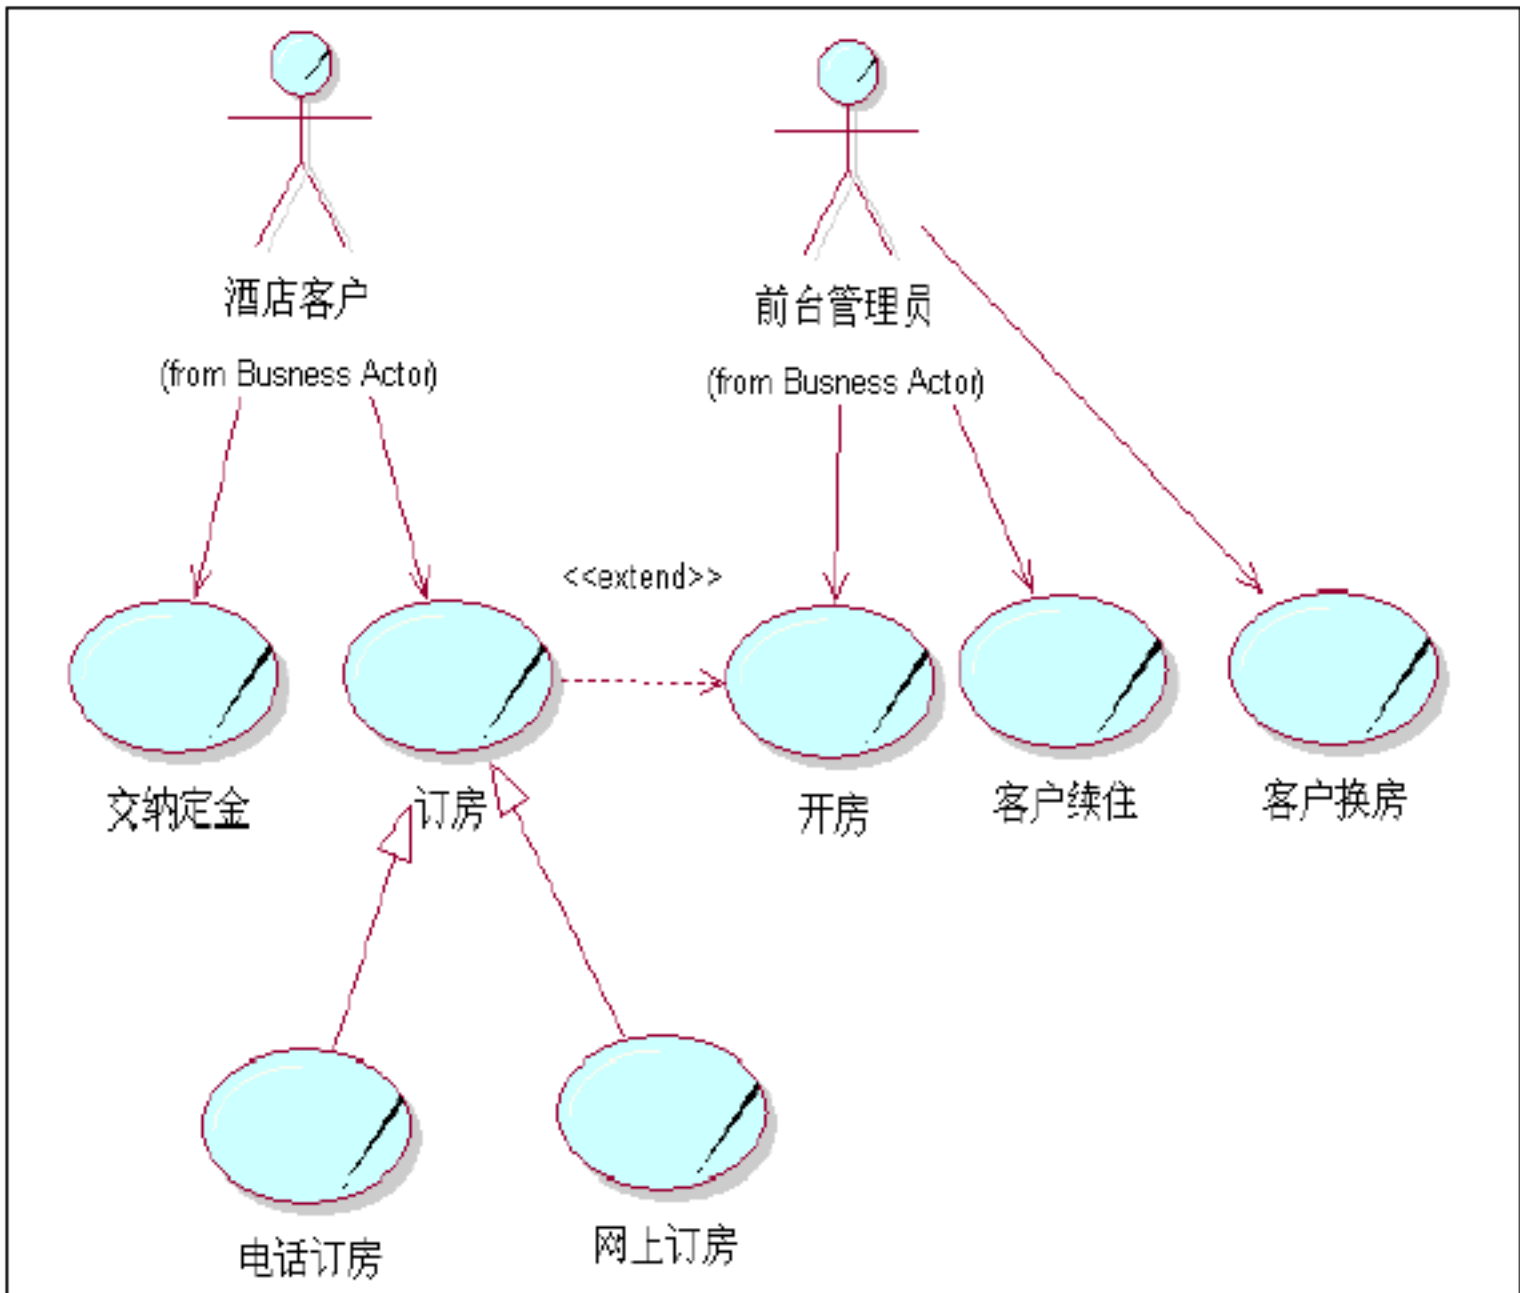 酒店客户
前台管理员
(from Busness Actor)
(from Busness Actor)
<<extend>>
交纳定金
订房
开房
客户续住
客户换房
电话订房
网上订房